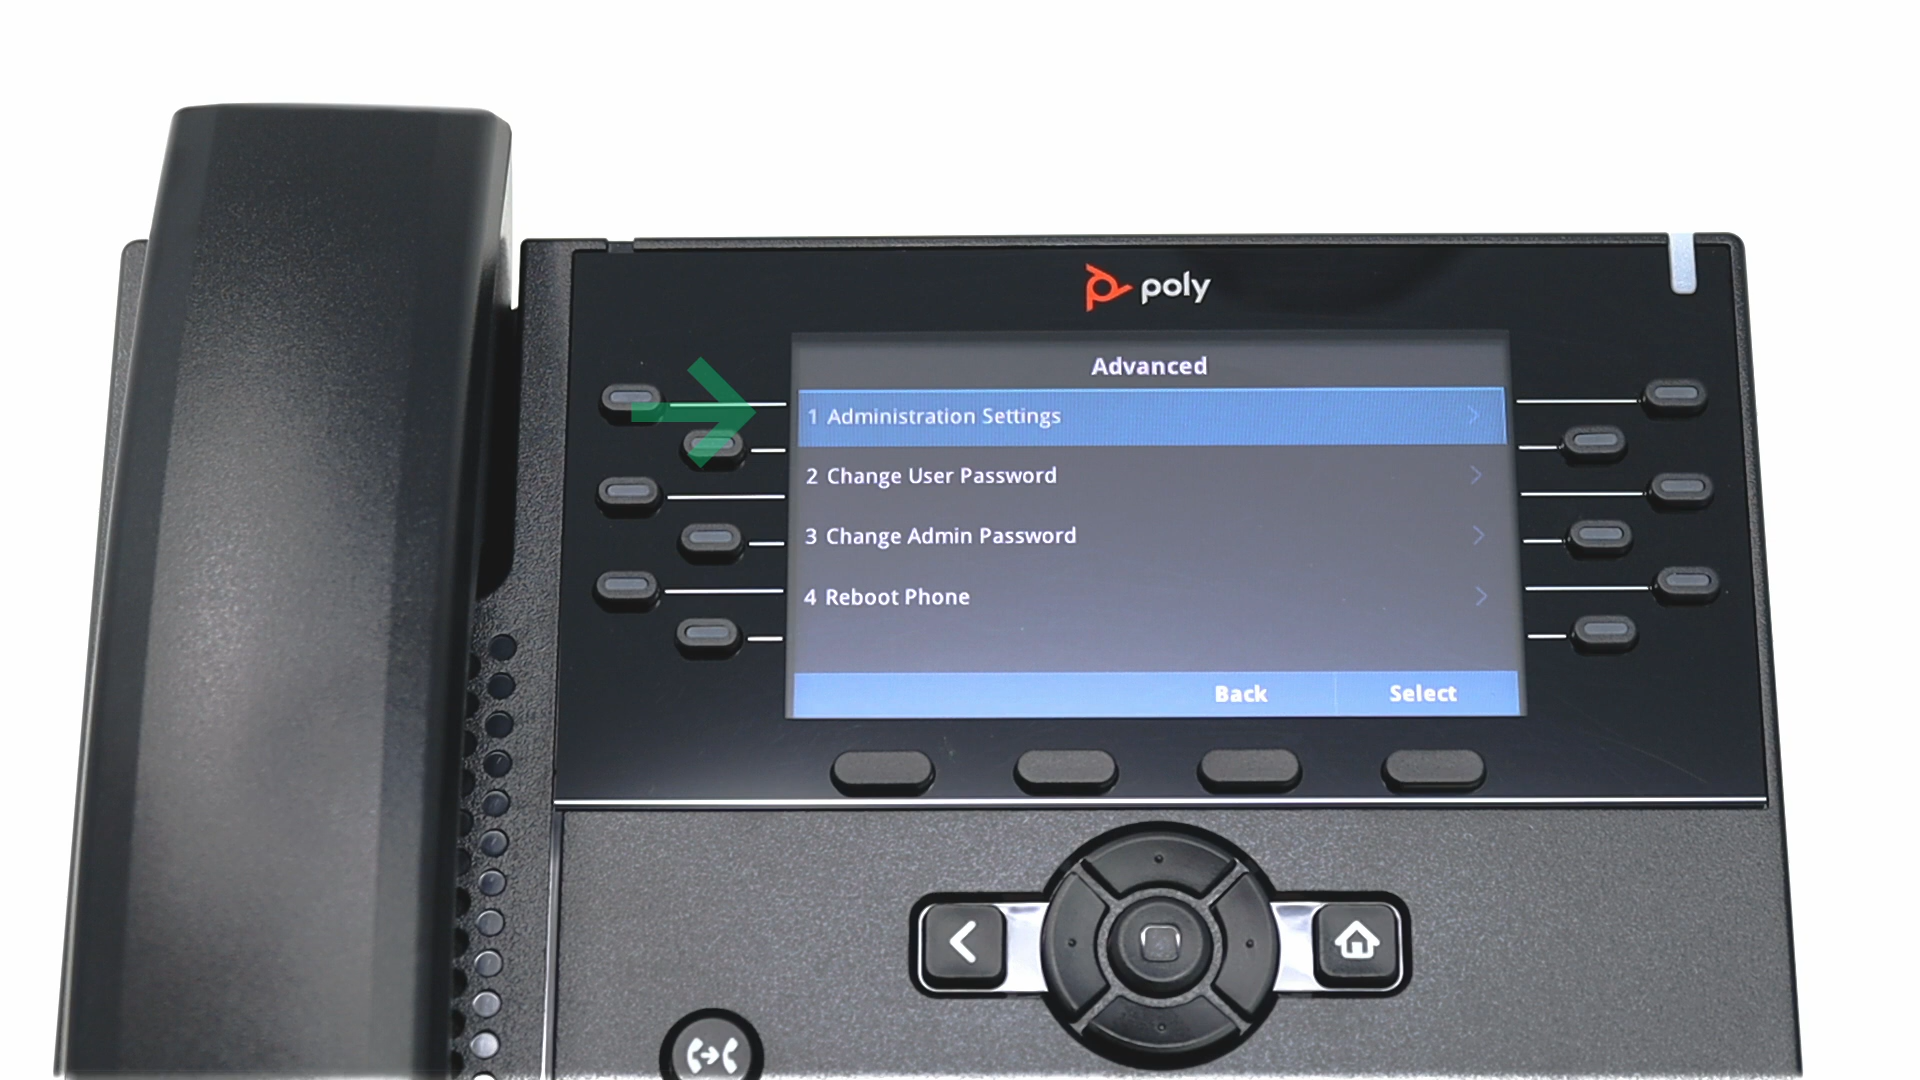 poly
Advanced
1 Administration Settings
2 Change User Password
3 Change Admin Password
4 Reboot Phone
Back Select